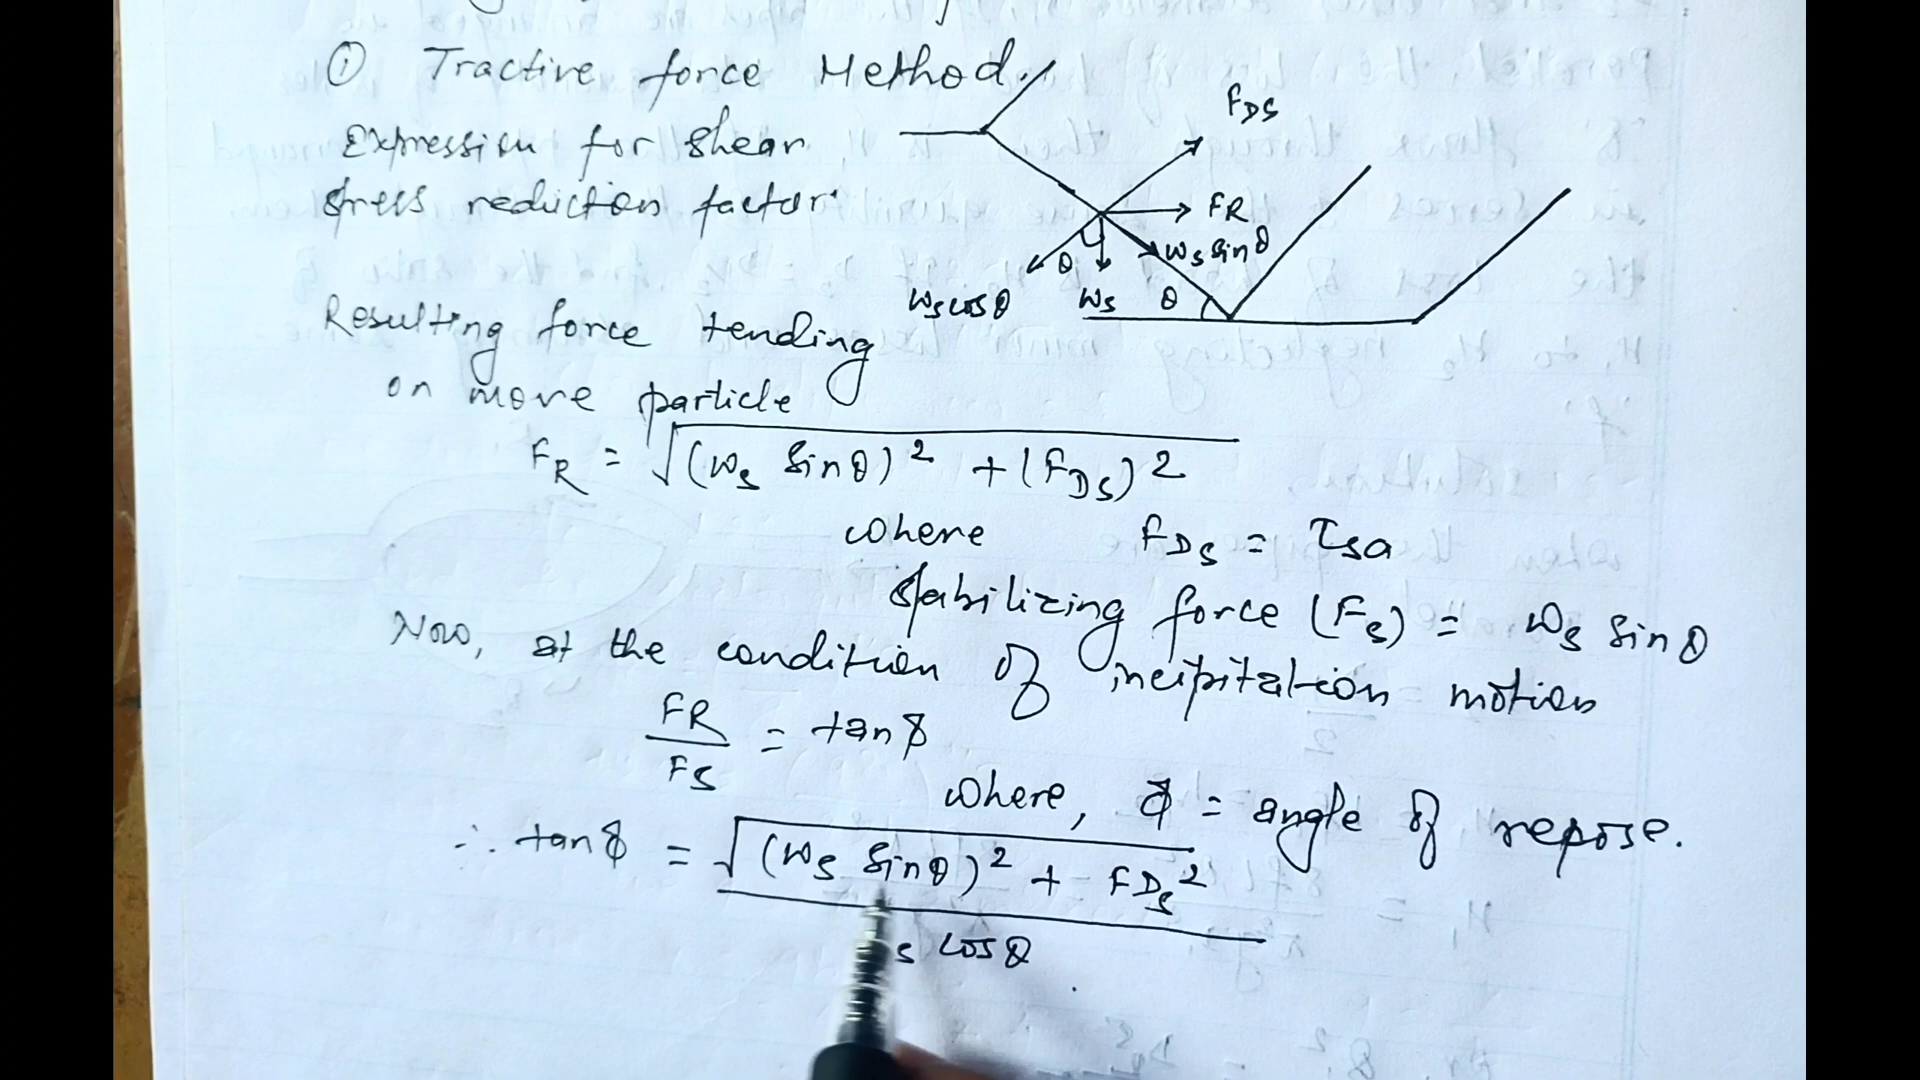 ① Tractive force Method.
Expression for shear
stress reduction factor.
FDS
FR
Ws sinθ
θ
Ws cosθ
Ws
θ
Resulting force tending
on move particle
FR = √(Ws sinθ)² + (FDS)²
where FDS = τsa
stabilizing force (Fs) = Ws sinθ
Now, at the condition of incipitation motion
FR/FS = tanϕ
where, ϕ = angle of repose.
∴ tanϕ = √(Ws sinθ)² + FDS²
s cosθ